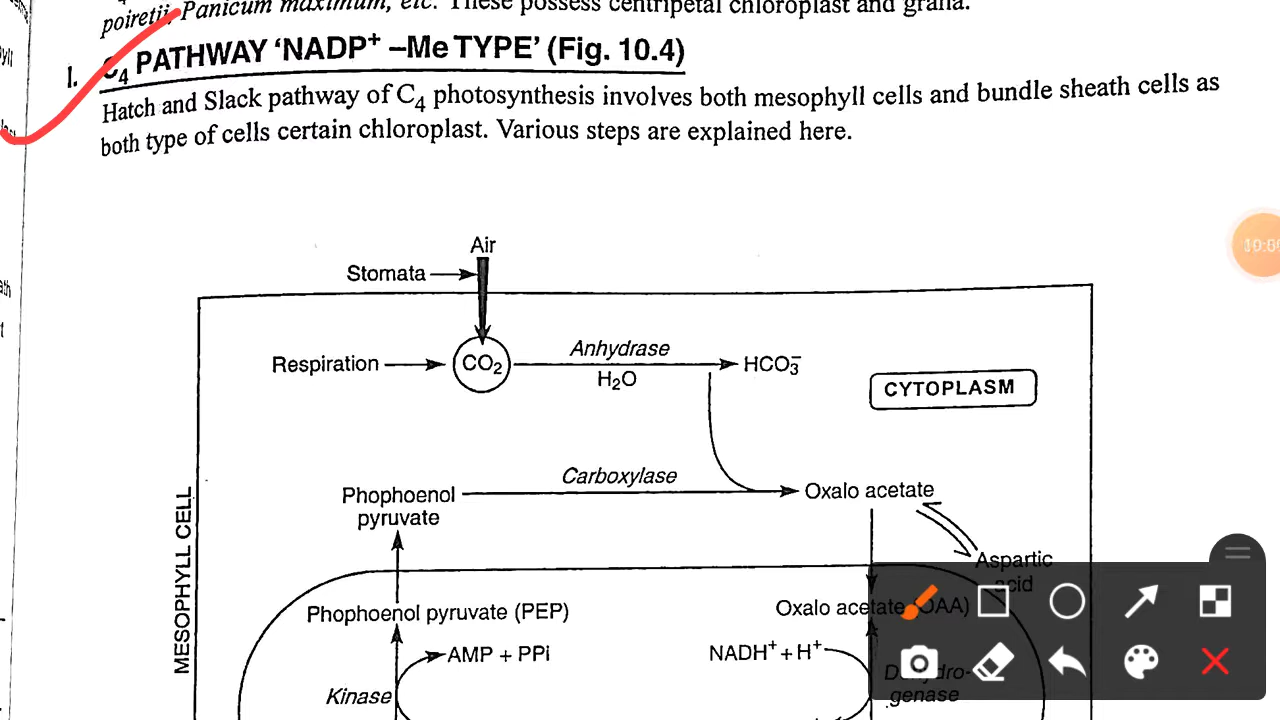 poiretii, Panicum maximum, etc. These possess centripetal chloroplast and grana.
I. C₄ PATHWAY ‘NADP⁺ –Me TYPE’ (Fig. 10.4)
Hatch and Slack pathway of C₄ photosynthesis involves both mesophyll cells and bundle sheath cells as
both type of cells certain chloroplast. Various steps are explained here.
Air
Stomata
Respiration
CO₂
Anhydrase
H₂O
HCO₃⁻
CYTOPLASM
Carboxylase
Phophoenol
pyruvate
Oxalo acetate
Aspartic
acid
MESOPHYLL CELL
Phophoenol pyruvate (PEP)
Oxalo acetate (OAA)
AMP + PPi
NADH⁺ + H⁺
Kinase
Dehydro-
genase